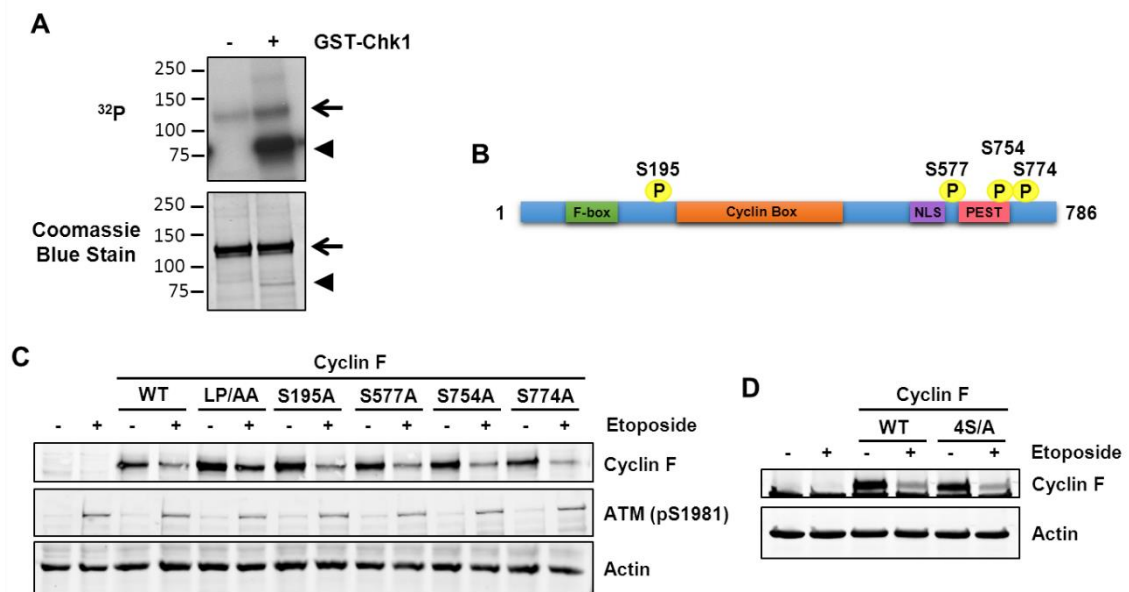 A
- + GST-Chk1
250
150
100
75
³²P
250
150
100
75
Coomassie
Blue Stain
B
S195
S577
S754
S774
P
P
P
P
1
F-box
Cyclin Box
NLS
PEST
786
C
Cyclin F
WT LP/AA S195A S577A S754A S774A
- + - + - + - + - + - + - + Etoposide
Cyclin F
ATM (pS1981)
Actin
D
Cyclin F
WT 4S/A
- + - + - + Etoposide
Cyclin F
Actin